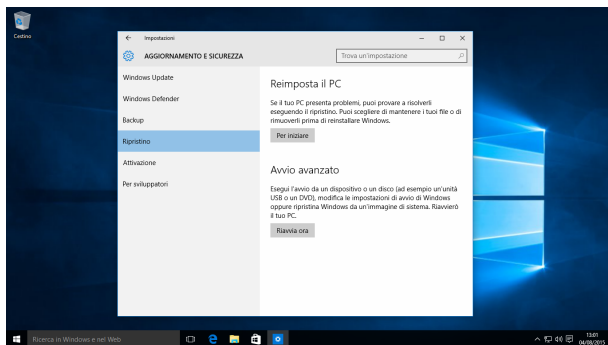 Cestino
Impostazioni
AGGIORNAMENTO E SICUREZZA
Trova un'impostazione
Windows Update
Windows Defender
Backup
Ripristino
Attivazione
Per sviluppatori
Reimposta il PC
Se il tuo PC presenta problemi, puoi provare a risolverli
eseguendo il ripristino. Puoi scegliere di mantenere i tuoi file o di
rimuoverli prima di reinstallare Windows.
Per iniziare
Avvio avanzato
Esegui l'avvio da un dispositivo o un disco (ad esempio un'unità
USB o un DVD), modifica le impostazioni di avvio di Windows
oppure ripristina Windows da un'immagine di sistema. Riavvierò
il tuo PC.
Riavvia ora
Ricerca in Windows e nel Web
13:01
04/08/2015